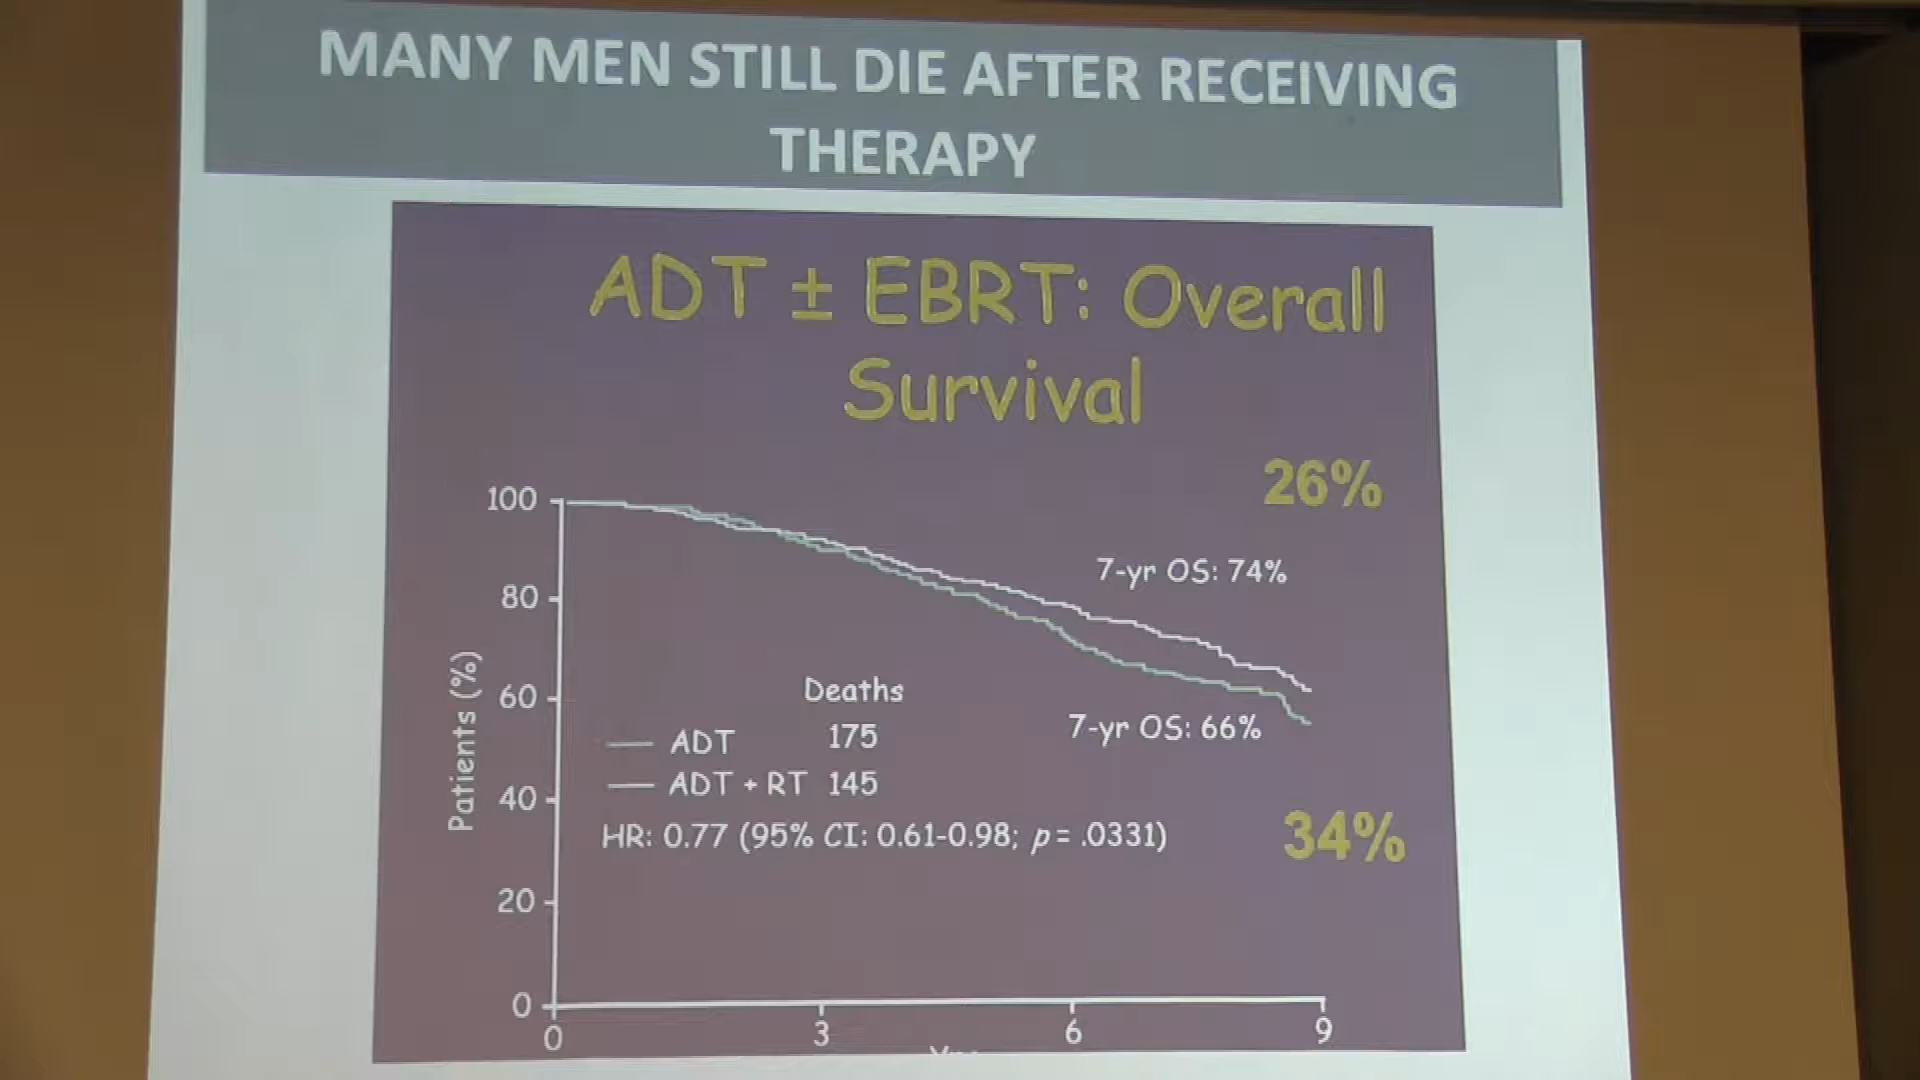 MANY MEN STILL DIE AFTER RECEIVING
THERAPY
ADT ± EBRT: Overall
Survival
26%
7-yr OS: 74%
7-yr OS: 66%
34%
Patients (%)
100
80
60
40
20
0
Deaths
ADT 175
ADT + RT 145
HR: 0.77 (95% CI: 0.61-0.98; p = .0331)
0 3 6 9